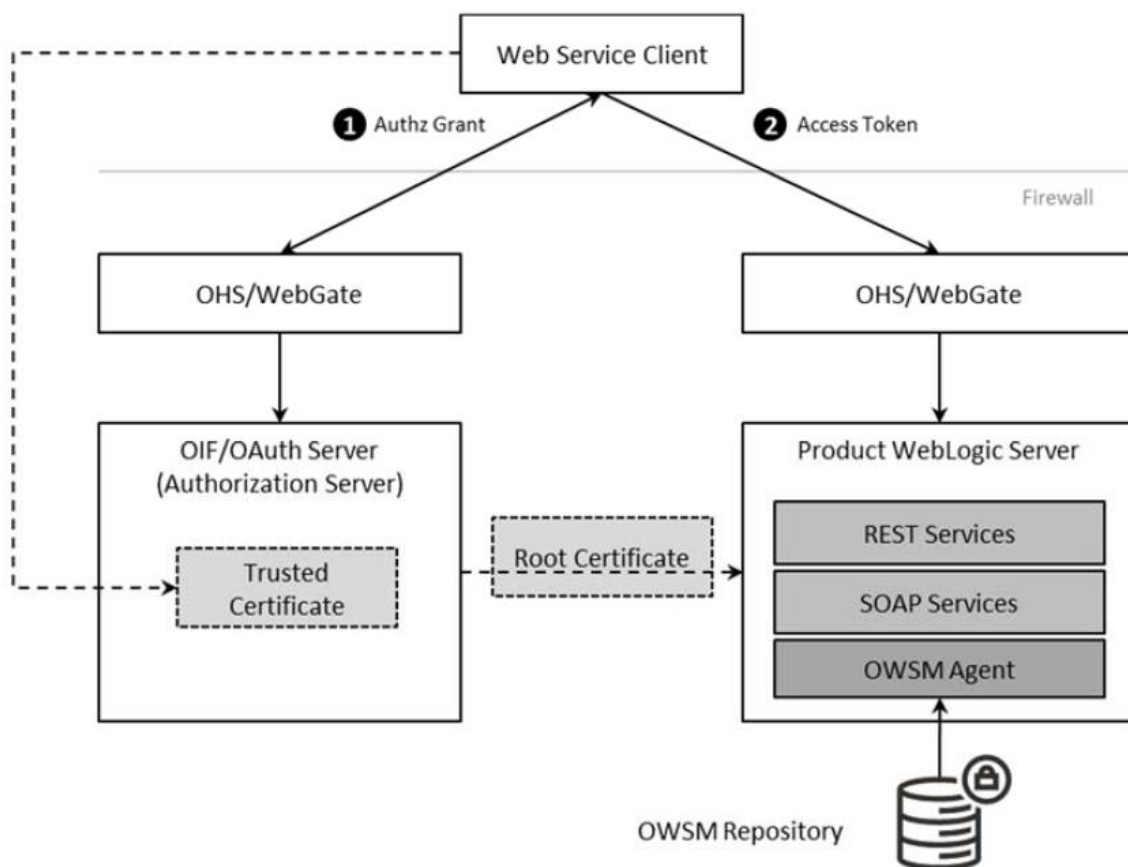 Web Service Client
1 Authz Grant
2 Access Token
Firewall
OHS/WebGate
OHS/WebGate
OIF/OAuth Server
(Authorization Server)
Trusted
Certificate
Root Certificate
Product WebLogic Server
REST Services
SOAP Services
OWSM Agent
OWSM Repository